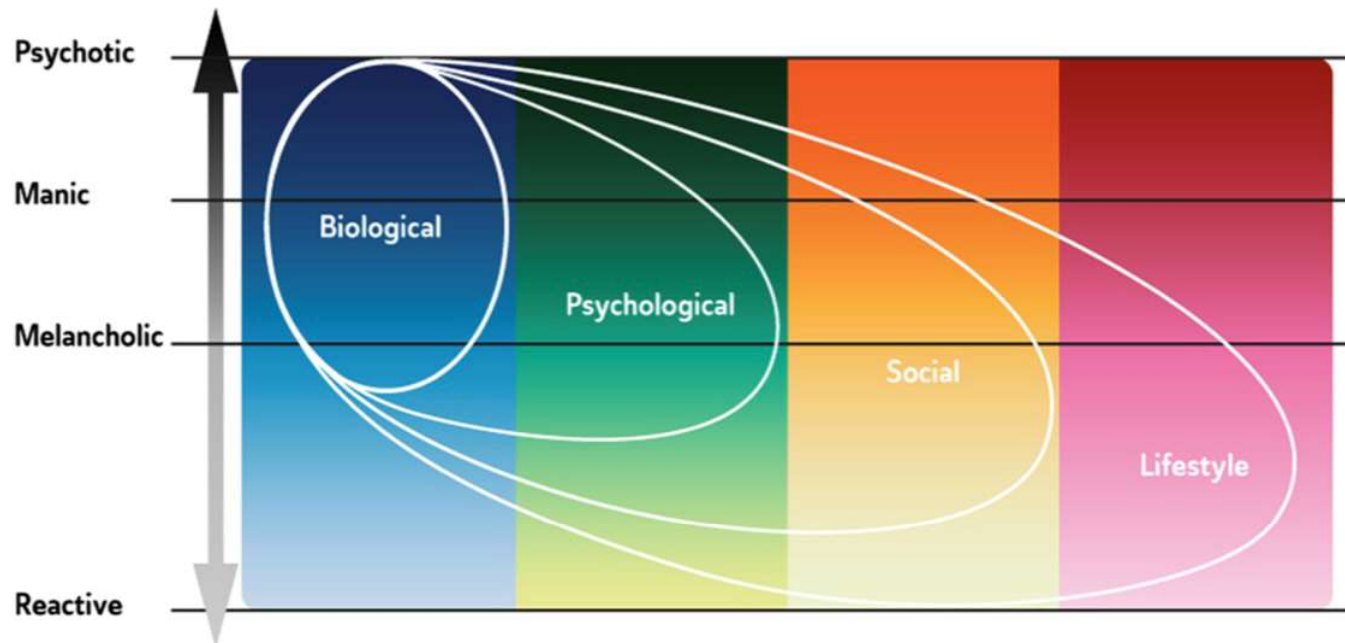 Psychotic
Manic
Biological
Psychological
Melancholic
Social
Lifestyle
Reactive